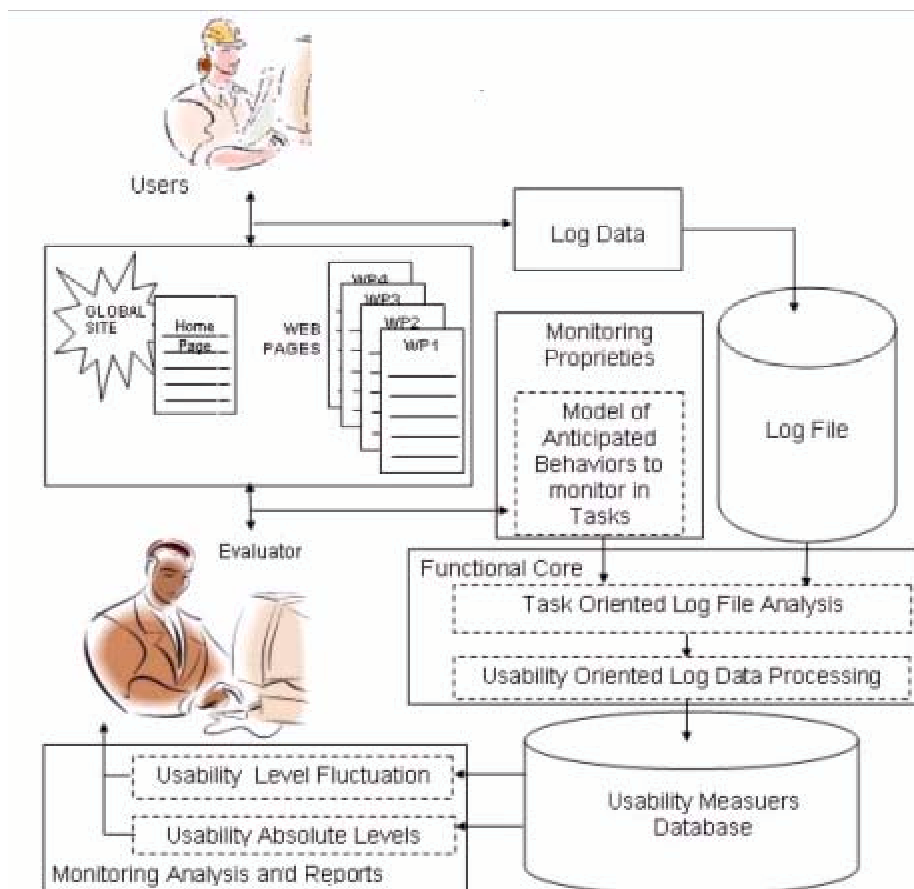 Users
Log Data
GLOBAL
SITE
Home
Page
WEB
PAGES
WP4
WP3
WP2
WP1
Monitoring
Proprieties
Model of
Anticipated
Behaviors to
monitor in
Tasks
Log File
Evaluator
Functional Core
Task Oriented Log File Analysis
Usability Oriented Log Data Processing
Usability Level Fluctuation
Usability Absolute Levels
Monitoring Analysis and Reports
Usability Measuers
Database